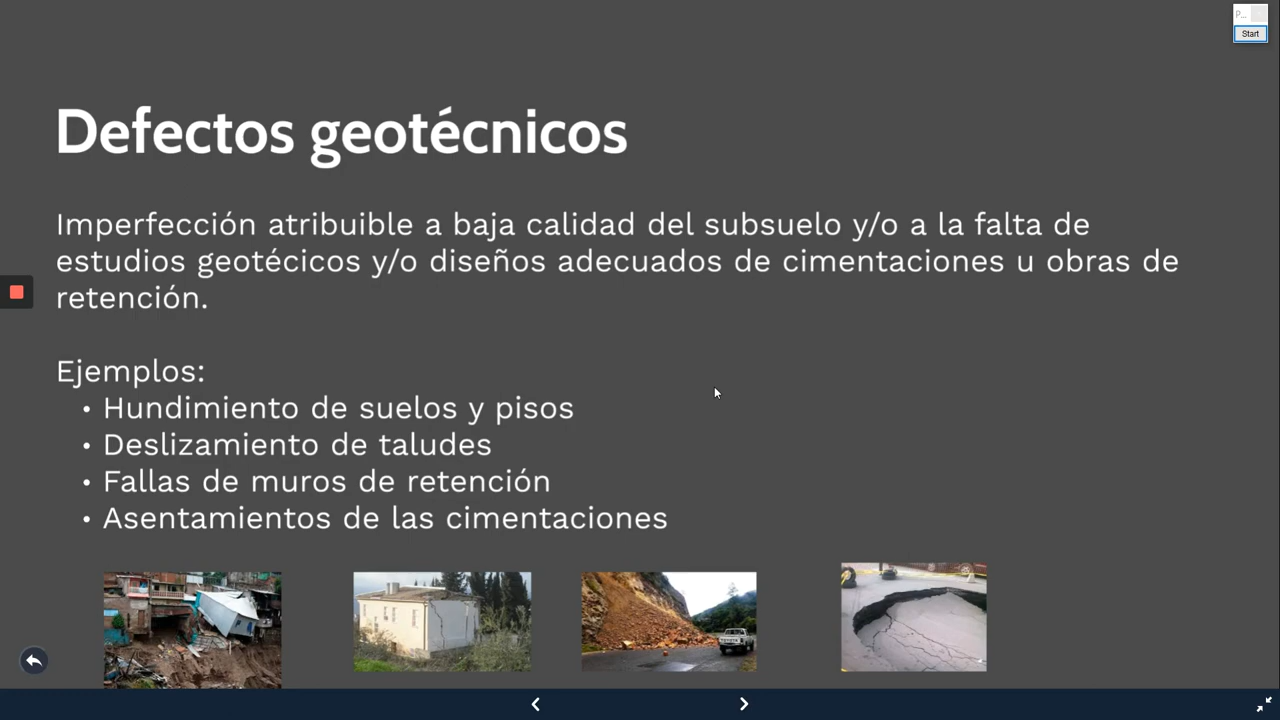 P...
Start
Defectos geotécnicos
Imperfección atribuible a baja calidad del subsuelo y/o a la falta de
estudios geotécicos y/o diseños adecuados de cimentaciones u obras de
retención.
Ejemplos:
• Hundimiento de suelos y pisos
• Deslizamiento de taludes
• Fallas de muros de retención
• Asentamientos de las cimentaciones